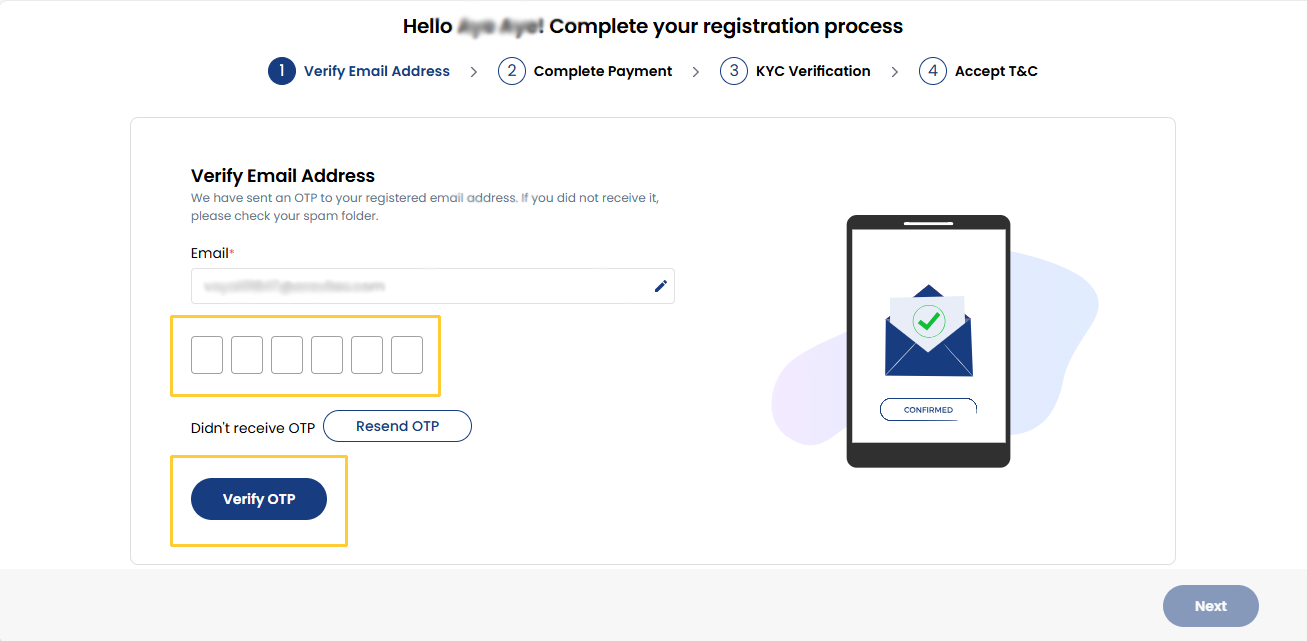 Hello ! Complete your registration process
1 Verify Email Address > 2 Complete Payment > 3 KYC Verification > 4 Accept T&C
Verify Email Address
We have sent an OTP to your registered email address. If you did not receive it,
please check your spam folder.
Email*
Didn't receive OTP Resend OTP
Verify OTP
CONFIRMED
Next